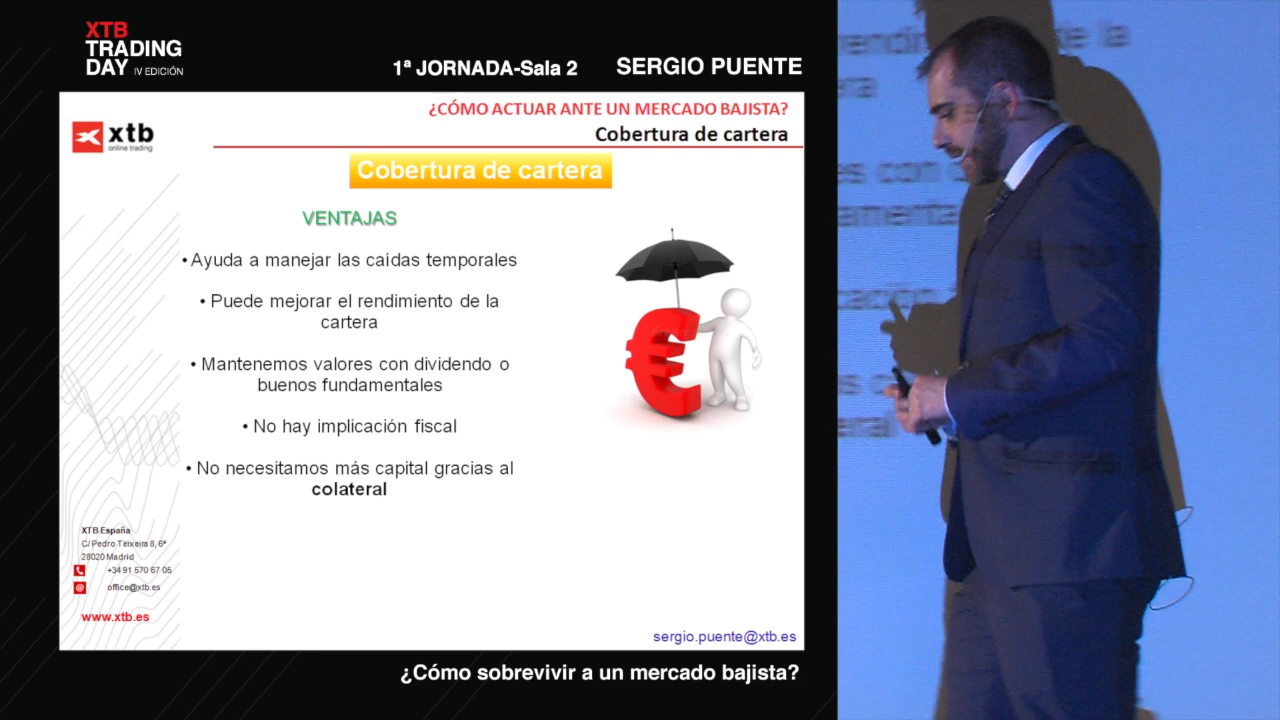 XTB
TRADING
DAY IV EDICIÓN
1ª JORNADA-Sala 2
SERGIO PUENTE
xtb
online trading
¿CÓMO ACTUAR ANTE UN MERCADO BAJISTA?
Cobertura de cartera
Cobertura de cartera
VENTAJAS
• Ayuda a manejar las caídas temporales
• Puede mejorar el rendimiento de la
cartera
• Mantenemos valores con dividendo o
buenos fundamentales
• No hay implicación fiscal
• No necesitamos más capital gracias al
colateral
€
XTB España
C/ Pedro Teixeira 8, 6ª
28020 Madrid
+34 91 570 67 05
office@xtb.es
www.xtb.es
sergio.puente@xtb.es
¿Cómo sobrevivir a un mercado bajista?